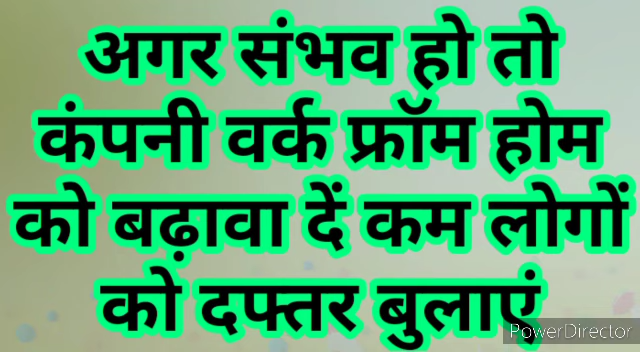 अगर संभव हो तो
कंपनी वर्क फ्रॉम होम
को बढ़ावा दें कम लोगों
को दफ्तर बुलाएं
PowerDirector